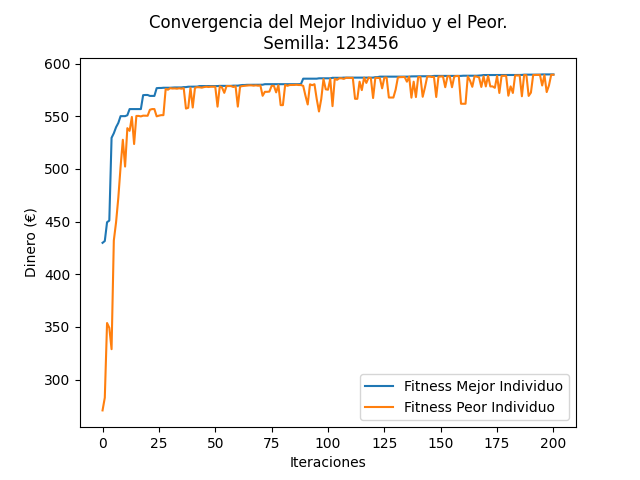 Convergencia del Mejor Individuo y el Peor.
Semilla: 123456
600
550
500
450
400
350
300
Dinero (€)
0
25
50
75
100
125
150
175
200
Iteraciones
Fitness Mejor Individuo
Fitness Peor Individuo